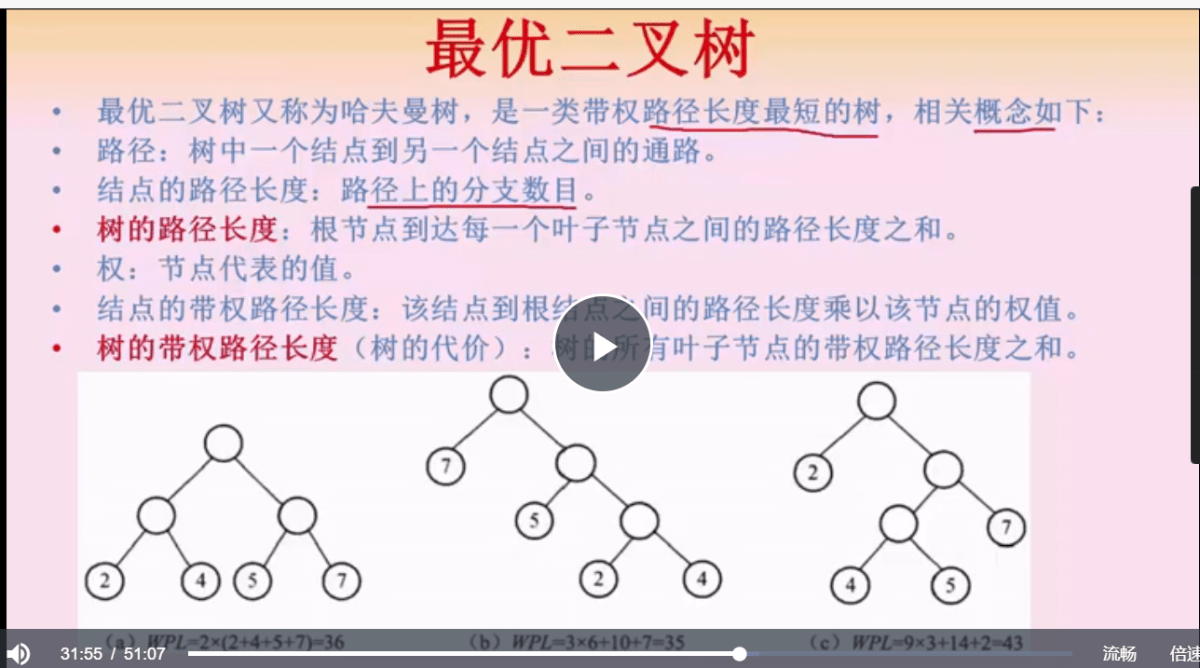 最优二叉树
• 最优二叉树又称为哈夫曼树，是一类带权路径长度最短的树，相关概念如下：
• 路径：树中一个结点到另一个结点之间的通路。
• 结点的路径长度：路径上的分支数目。
• 树的路径长度：根节点到达每一个叶子节点之间的路径长度之和。
• 权：节点代表的值。
• 结点的带权路径长度：该结点到根结点之间的路径长度乘以该节点的权值。
• 树的带权路径长度（树的代价）：树的所有叶子节点的带权路径长度之和。
2 4 5 7
7
5
2 4
2
7
4 5
（a）WPL=2×(2+4+5+7)=36
（b）WPL=3×6+10+7=35
（c）WPL=9×3+14+2=43
31:55 / 51:07
流畅
倍速